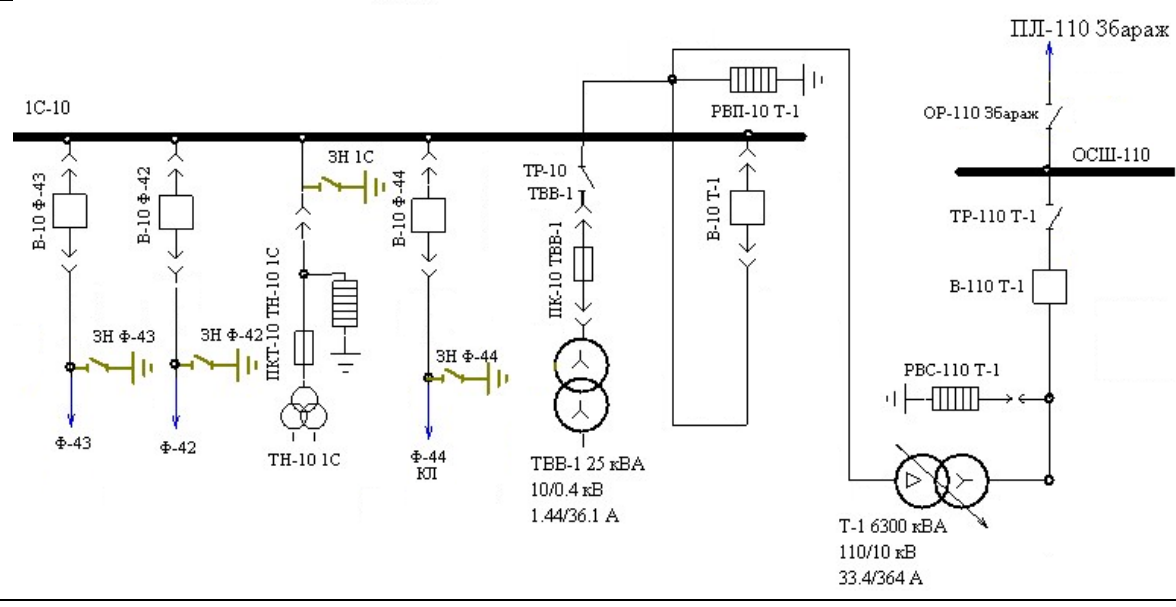 ПЛ-110 Збараж
1С-10
РВП-10 Т-1
ОР-110 Збараж
ОСШ-110
ЗН 1С
ТР-10
ТВВ-1
В-10 Ф-43
В-10 Ф-42
В-10 Ф-44
ПК-10 ТВВ-1
В-10 Т-1
ТР-110 Т-1
В-110 Т-1
ПКТ-10 ТН-10 1С
ЗН Ф-43
ЗН Ф-42
ЗН Ф-44
РВС-110 Т-1
Ф-43
Ф-42
ТН-10 1С
Ф-44
КЛ
ТВВ-1 25 кВА
10/0.4 кВ
1.44/36.1 А
Т-1 6300 кВА
110/10 кВ
33.4/364 А